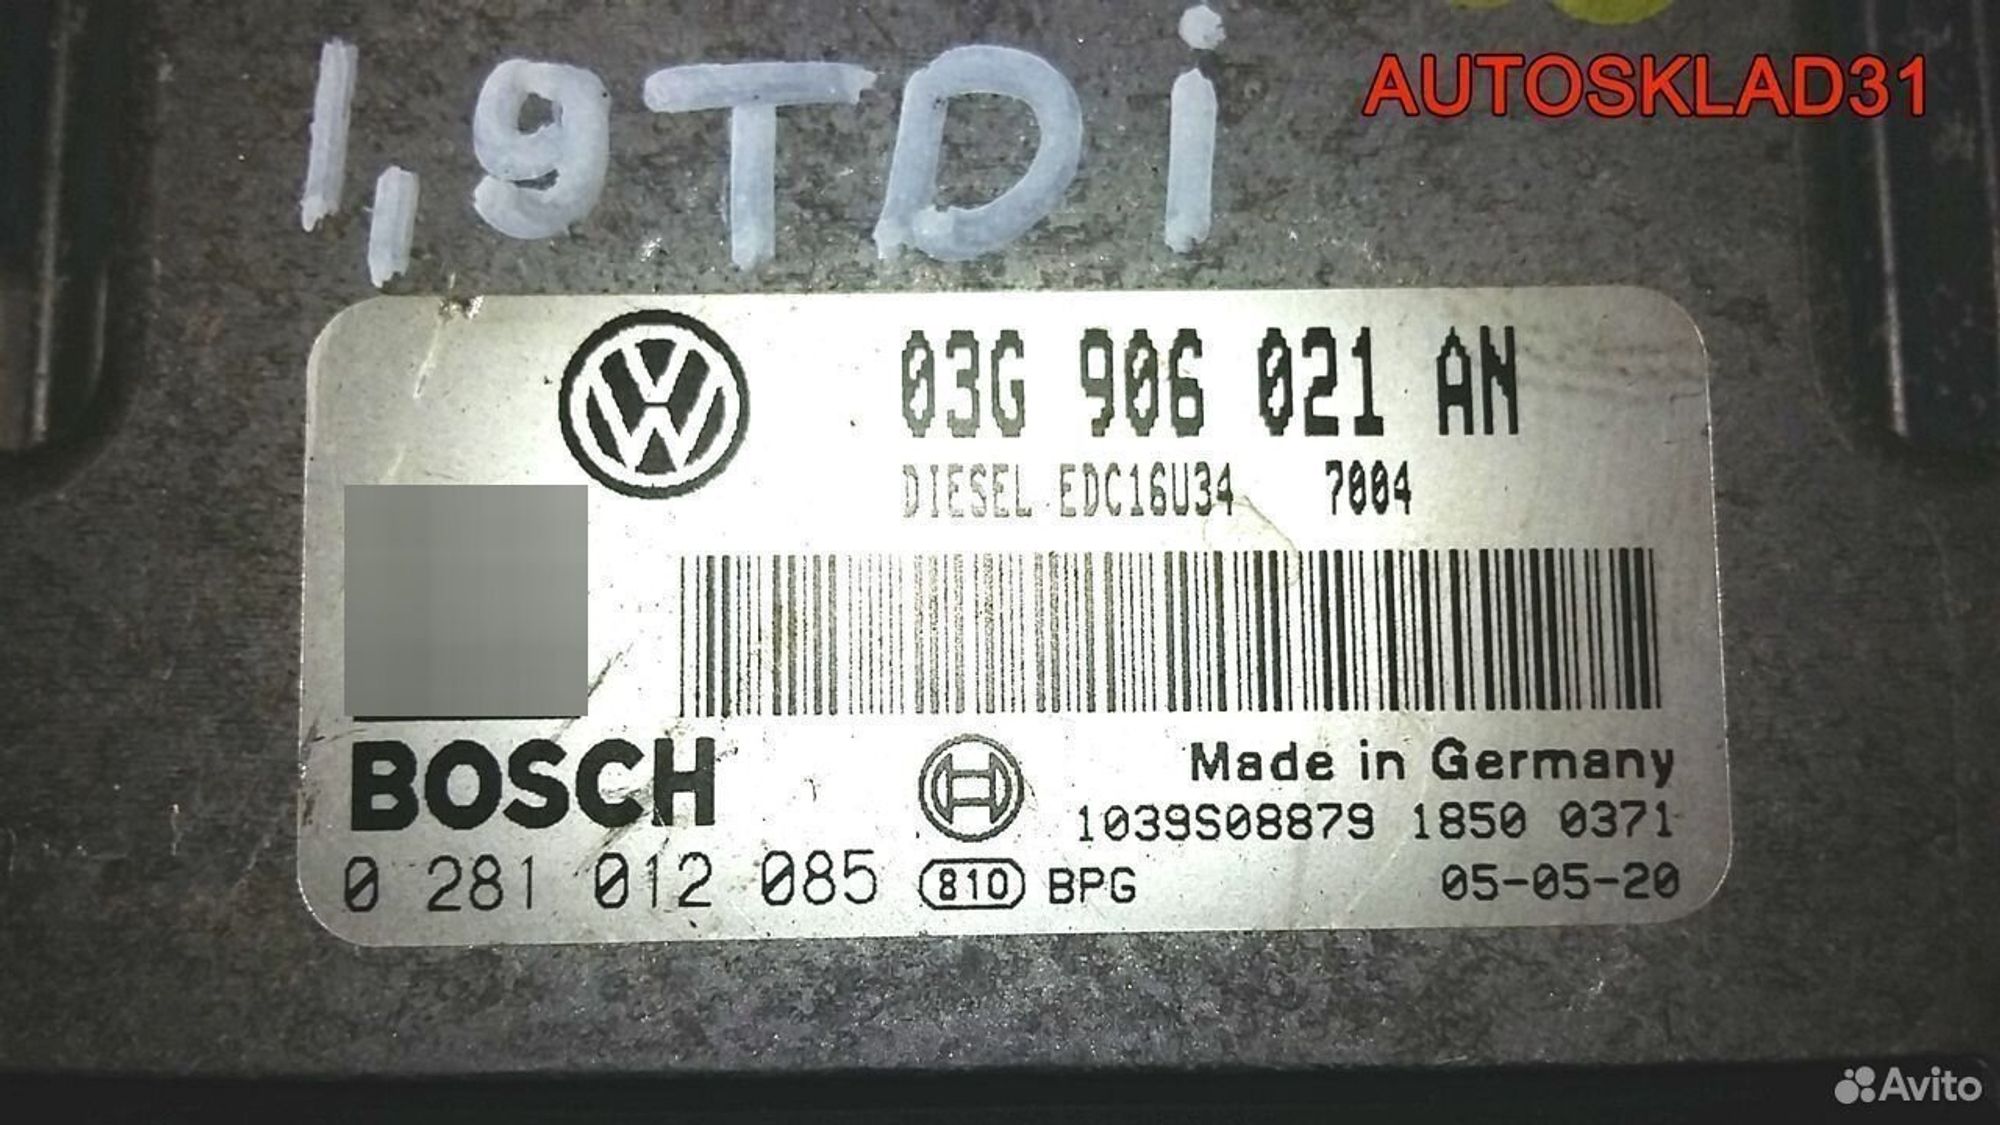 1,9TDi
AUTOSKLAD31
03G 906 021 AN
DIESEL EDC16U34 7004
BOSCH
Made in Germany
1039S08879 1850 0371
0 281 012 085 810 BPG 05-05-20
Avito